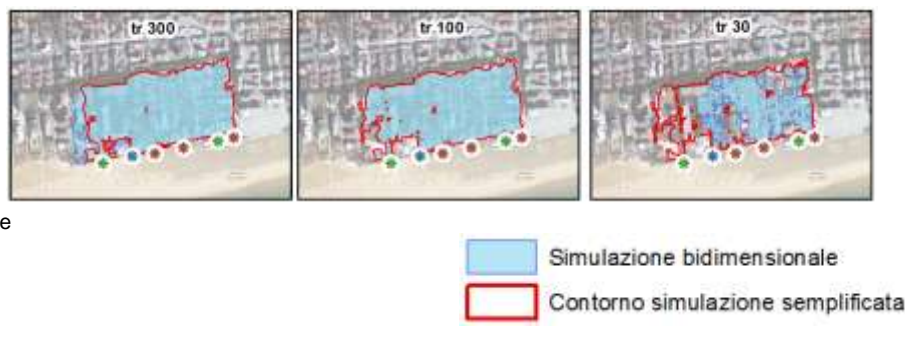 tr 300
tr 100
tr 30
e
Simulazione bidimensionale
Contorno simulazione semplificata